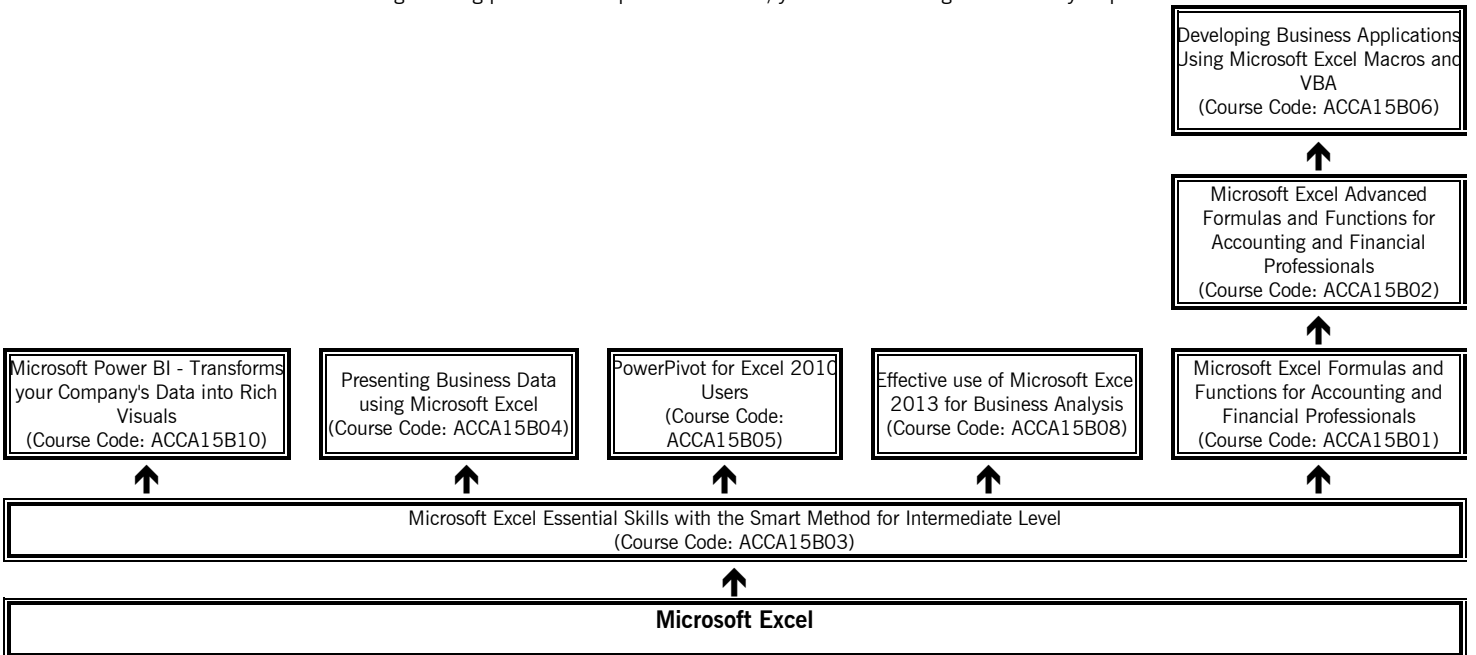 Developing Business Applications
Using Microsoft Excel Macros and
VBA
(Course Code: ACCA15B06)
Microsoft Excel Advanced
Formulas and Functions for
Accounting and Financial
Professionals
(Course Code: ACCA15B02)
Microsoft Power BI - Transforms
your Company's Data into Rich
Visuals
(Course Code: ACCA15B10)
Presenting Business Data
using Microsoft Excel
(Course Code: ACCA15B04)
PowerPivot for Excel 2010
Users
(Course Code:
ACCA15B05)
Effective use of Microsoft Exce
2013 for Business Analysis
(Course Code: ACCA15B08)
Microsoft Excel Formulas and
Functions for Accounting and
Financial Professionals
(Course Code: ACCA15B01)
Microsoft Excel Essential Skills with the Smart Method for Intermediate Level
(Course Code: ACCA15B03)
Microsoft Excel